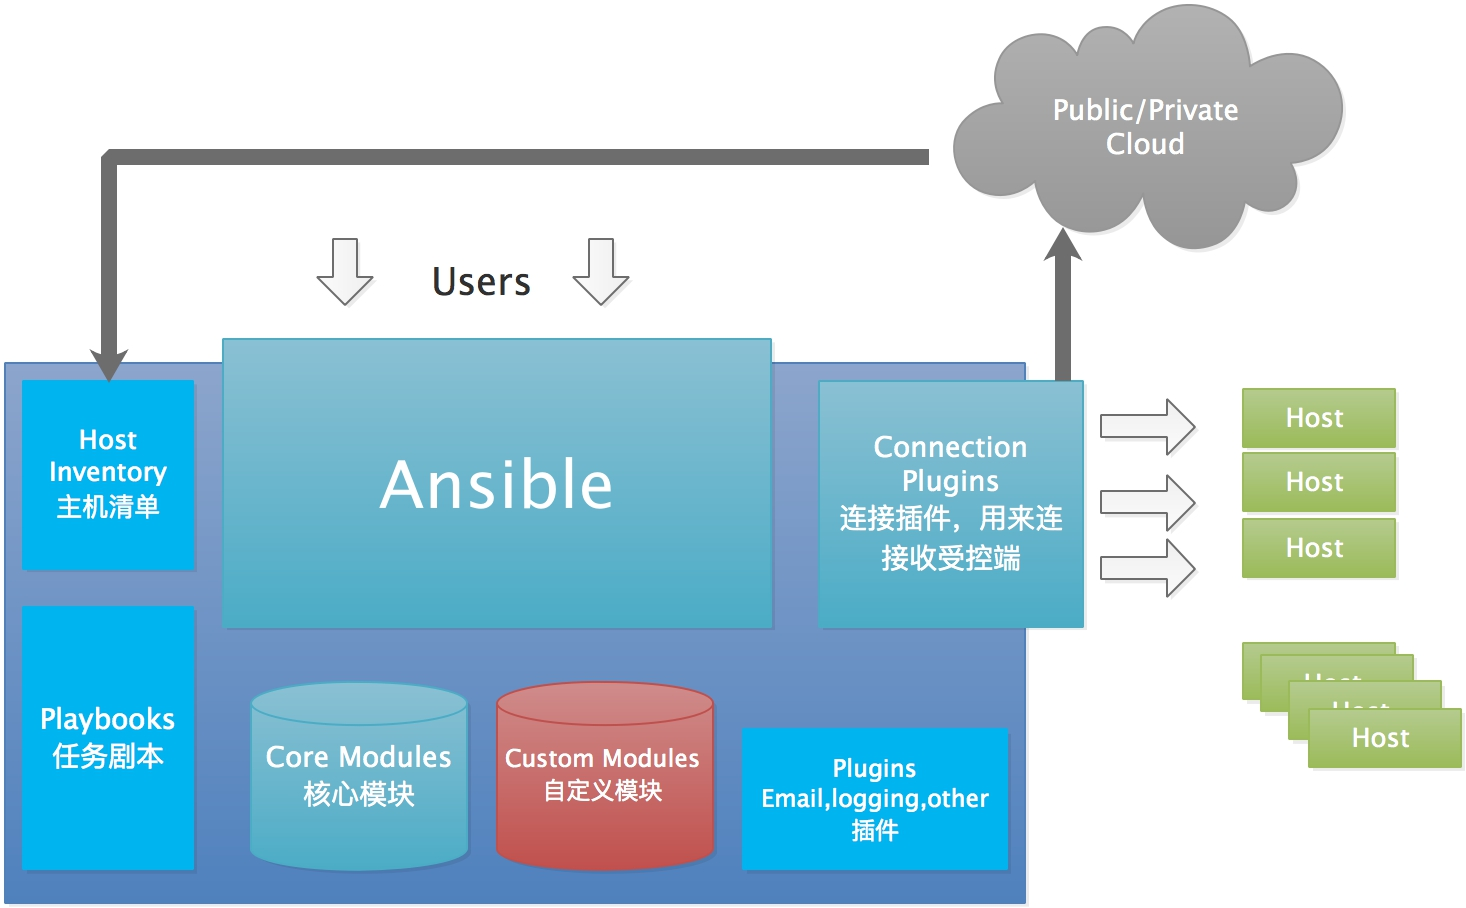 Public/Private
Cloud
Users
Host
Inventory
主机清单
Ansible
Connection
Plugins
连接插件，用来连
接收受控端
Host
Host
Host
Playbooks
任务剧本
Core Modules
核心模块
Custom Modules
自定义模块
Plugins
Email,logging,other
插件
Host
Host
Host